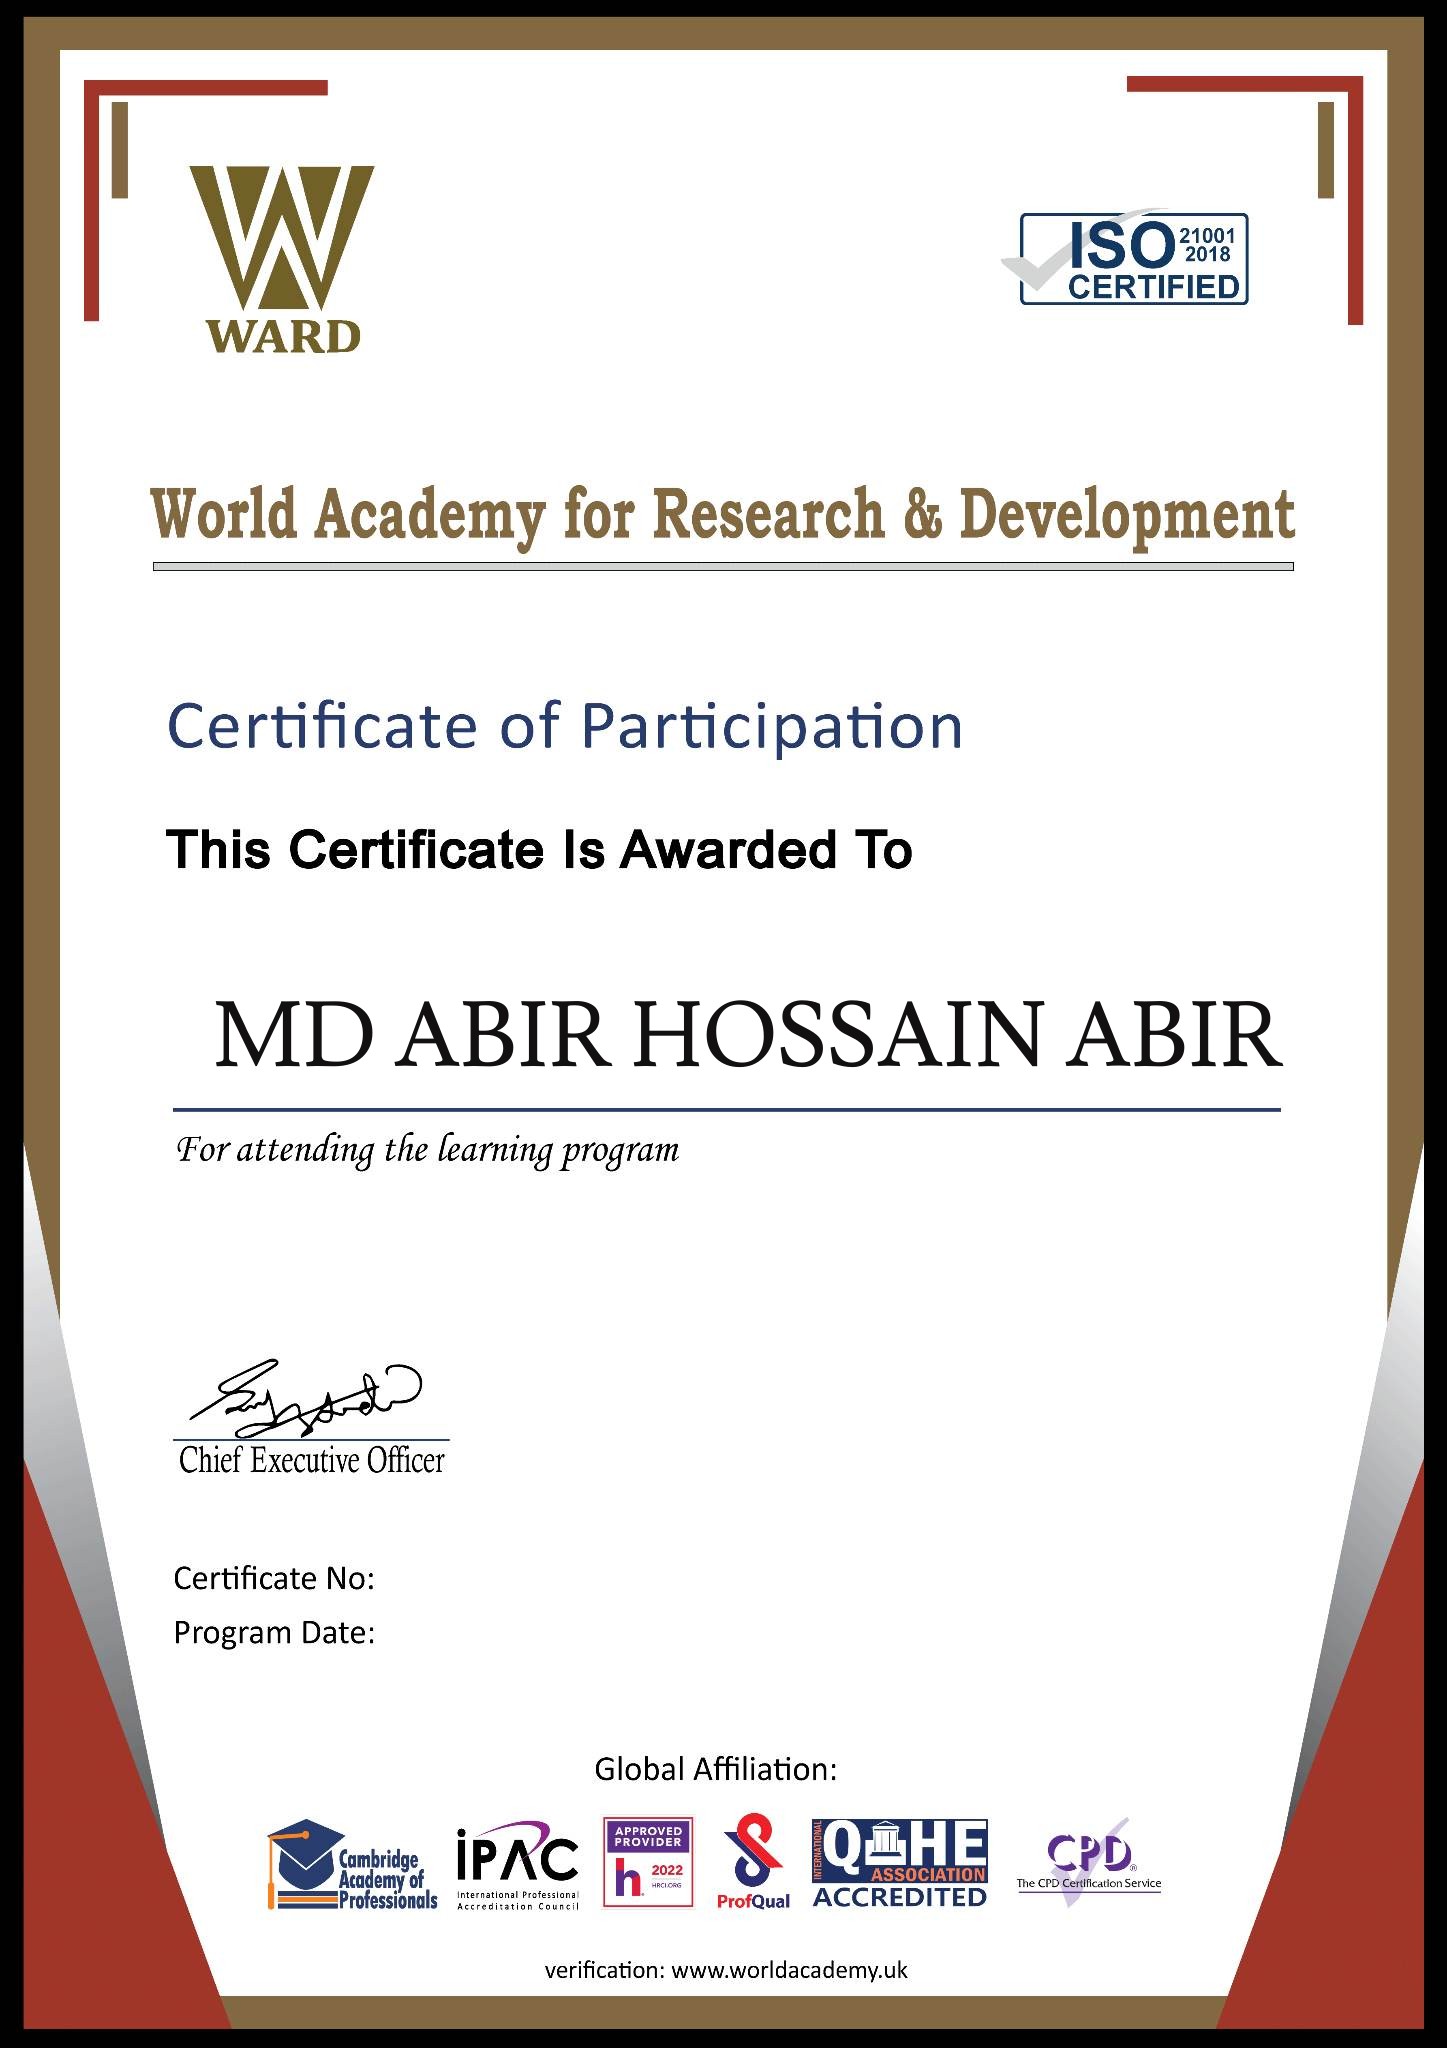 WARD
ISO 21001
2018
CERTIFIED
World Academy for Research & Development
Certificate of Participation
This Certificate Is Awarded To
MD ABIR HOSSAIN ABIR
For attending the learning program
Chief Executive Officer
Certificate No:
Program Date:
Global Affiliation:
Cambridge
Academy of
Professionals
iPAC
International Professional
Accreditation Council
APPROVED
PROVIDER
h 2022
HRCI.ORG
ProfQual
INTERNATIONAL
QAHE
ASSOCIATION
ACCREDITED
CPD®
The CPD Certification Service
verification: www.worldacademy.uk